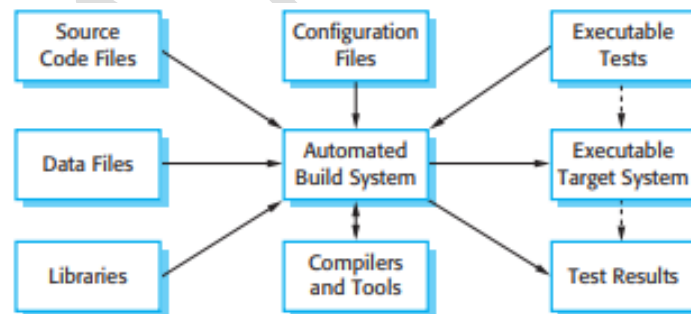 Source
Code Files
Configuration
Files
Executable
Tests
Data Files
Automated
Build System
Executable
Target System
Libraries
Compilers
and Tools
Test Results